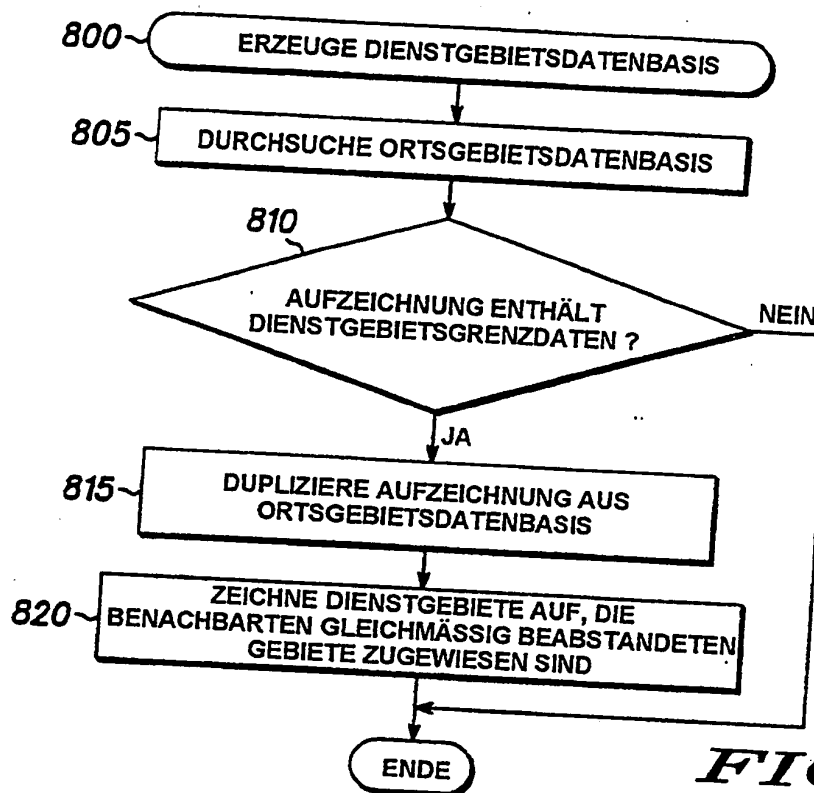 800
ERZEUGE DIENSTGEBIETSDATENBASIS
805
DURCHSUCHE ORTSGEBIETSDATENBASIS
810
AUFZEICHNUNG ENTHÄLT
DIENSTGEBIETSGRENZDATEN ?
NEIN
JA
815
DUPLIZIERE AUFZEICHNUNG AUS
ORTSGEBIETSDATENBASIS
820
ZEICHNE DIENSTGEBIETE AUF, DIE
BENACHBARTEN GLEICHMÄSSIG BEABSTANDETEN
GEBIETE ZUGEWIESEN SIND
ENDE